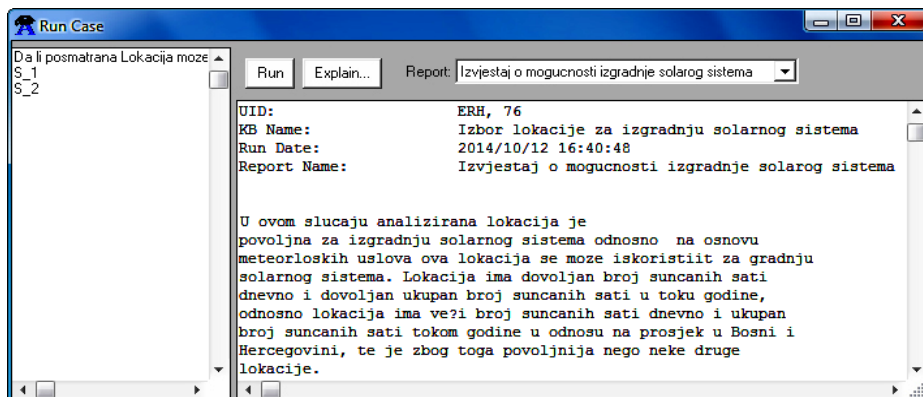 Run Case
Da li posmatrana Lokacija moze
S_1
S_2
Run
Explain...
Report:
Izvjestaj o mogucnosti izgradnje solarog sistema
UID: ERH, 76
KB Name: Izbor lokacije za izgradnju solarnog sistema
Run Date: 2014/10/12 16:40:48
Report Name: Izvjestaj o mogucnosti izgradnje solarog sistema
U ovom slucaju analizirana lokacija je
povoljna za izgradnju solarnog sistema odnosno na osnovu
meteorloskih uslova ova lokacija se moze iskoristiit za gradnju
solarnog sistema. Lokacija ima dovoljan broj suncanih sati
dnevno i dovoljan ukupan broj suncanih sati u toku godine,
odnosno lokacija ima ve?i broj suncanih sati dnevno i ukupan
broj suncanih sati tokom godine u odnosu na prosjek u Bosni i
Hercegovini, te je zbog toga povoljnija nego neke druge
lokacije.